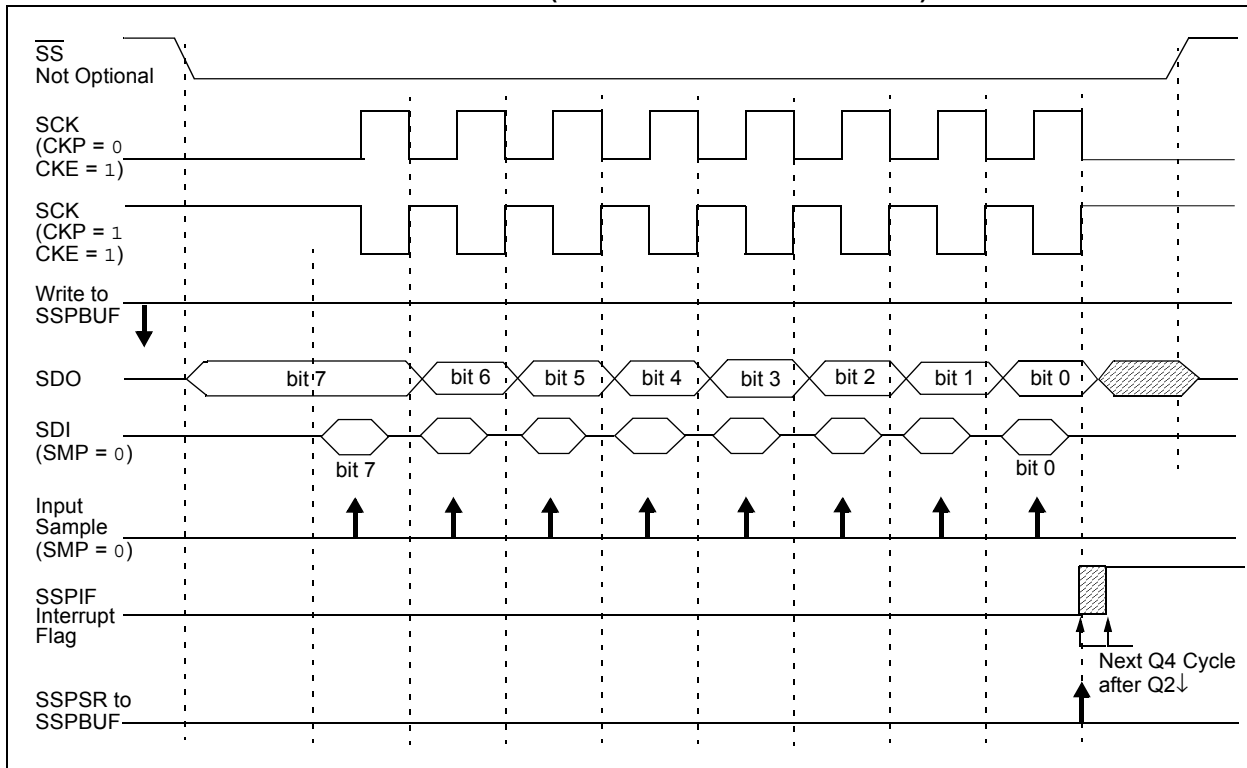 SS
Not Optional
SCK
(CKP = 0
CKE = 1)
SCK
(CKP = 1
CKE = 1)
Write to
SSPBUF
SDO
bit 7 bit 6 bit 5 bit 4 bit 3 bit 2 bit 1 bit 0
SDI
(SMP = 0)
bit 7 bit 0
Input
Sample
(SMP = 0)
SSPIF
Interrupt
Flag
Next Q4 Cycle
after Q2↓
SSPSR to
SSPBUF